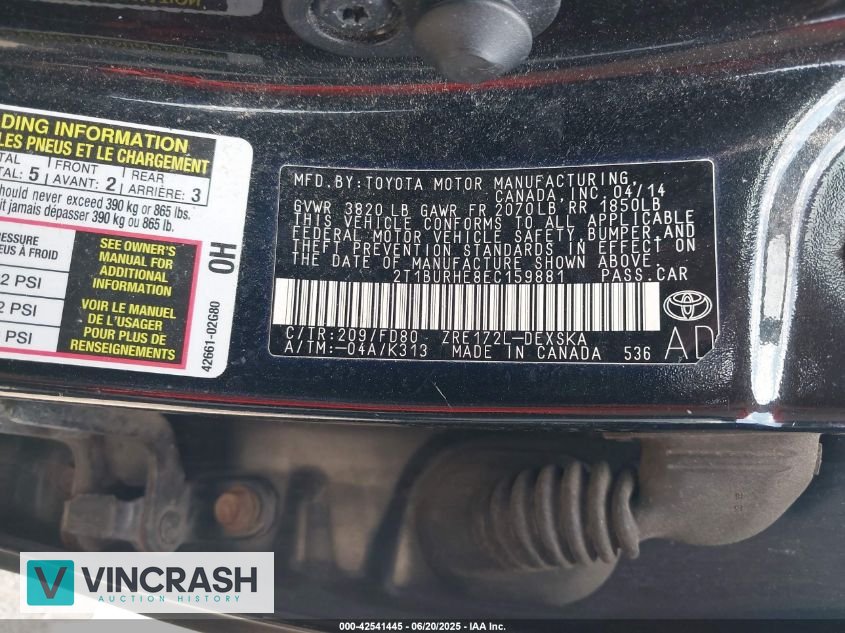 DING INFORMATION
LES PNEUS ET LE CHARGEMENT
TAL FRONT REAR
TAL: 5 AVANT: 2 ARRIÈRE: 3
hould never exceed 390 kg or 865 lbs.
it jamais dépasser 390 kg ou 865 lb.
RESSURE
EUS À FROID
2 PSI
2 PSI
PSI
SEE OWNER'S
MANUAL FOR
ADDITIONAL
INFORMATION
VOIR LE MANUEL
DE L'USAGER
POUR PLUS DE
RENSEIGNEMENTS
0H
42661-02G80
MFD. BY: TOYOTA MOTOR MANUFACTURING,
CANADA, INC. 04/14
GVWR 3820 LB GAWR FR 2020LB RR 1850LB
THIS VEHICLE CONFORMS TO ALL APPLICABLE
FEDERAL MOTOR VEHICLE SAFETY, BUMPER AND
THEFT PREVENTION STANDARDS IN EFFECT ON
THE DATE OF MANUFACTURE SHOWN ABOVE.
2T1BURHE8EC159881 PASS.CAR
C/TR:209/FD80 ZRE172L-DEXSKA
A/TM:-04A/K313 MADE IN CANADA 536
AD
VINCRASH
AUCTION HISTORY
000-42541445 - 06/20/2025 - IAA Inc.